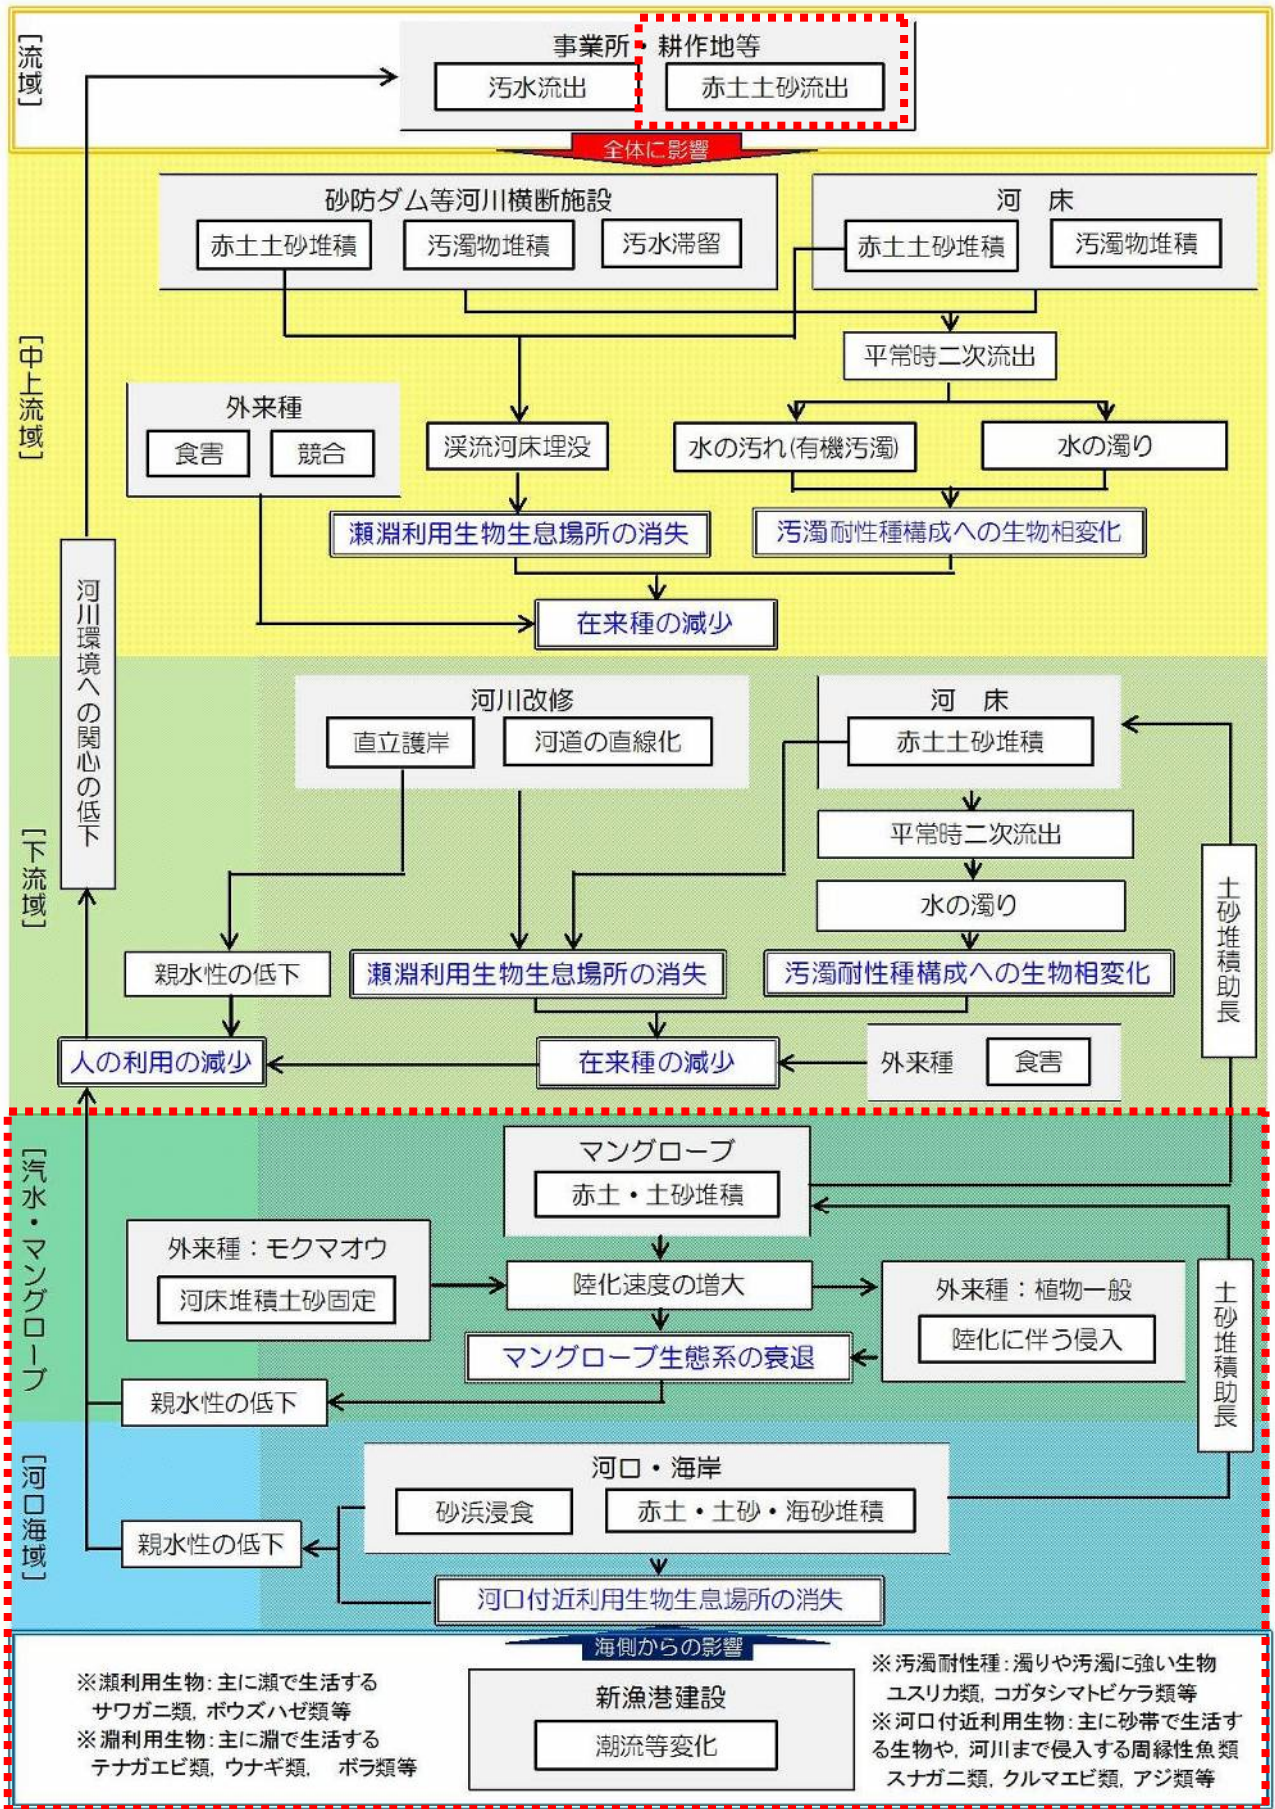 [流域]
事業所・耕作地等
汚水流出
赤土土砂流出
全体に影響
[中上流域]
砂防ダム等河川横断施設
赤土土砂堆積
汚濁物堆積
汚水滞留
河 床
赤土土砂堆積
汚濁物堆積
平常時二次流出
外来種
食害
競合
渓流河床埋没
水の汚れ(有機汚濁)
水の濁り
瀬淵利用生物生息場所の消失
汚濁耐性種構成への生物相変化
在来種の減少
河川環境への関心の低下
[下流域]
河川改修
直立護岸
河道の直線化
河 床
赤土土砂堆積
平常時二次流出
水の濁り
土砂堆積助長
親水性の低下
瀬淵利用生物生息場所の消失
汚濁耐性種構成への生物相変化
人の利用の減少
在来種の減少
外来種
食害
[汽水・マングローブ]
マングローブ
赤土・土砂堆積
外来種：モクマオウ
河床堆積土砂固定
陸化速度の増大
外来種：植物一般
陸化に伴う侵入
土砂堆積助長
マングローブ生態系の衰退
親水性の低下
[河口海域]
河口・海岸
砂浜浸食
赤土・土砂・海砂堆積
親水性の低下
河口付近利用生物生息場所の消失
海側からの影響
新漁港建設
潮流等変化
※瀬利用生物：主に瀬で生活する
サワガニ類，ボウズハゼ類等
※淵利用生物：主に淵で生活する
テナガエビ類，ウナギ類， ボラ類等
※汚濁耐性種：濁りや汚濁に強い生物
ユスリカ類，コガタシマトビケラ類等
※河口付近利用生物：主に砂帯で生活す
る生物や，河川まで侵入する周縁性魚類
スナガニ類，クルマエビ類，アジ類等